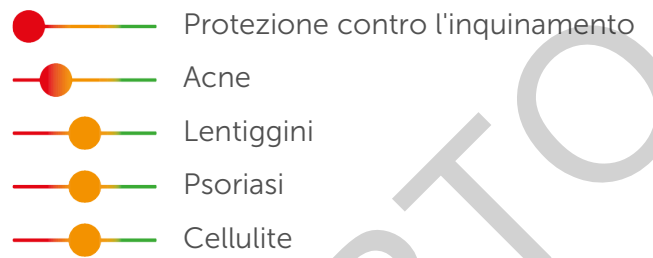 Protezione contro l'inquinamento
Acne
Lentiggini
Psoriasi
Cellulite